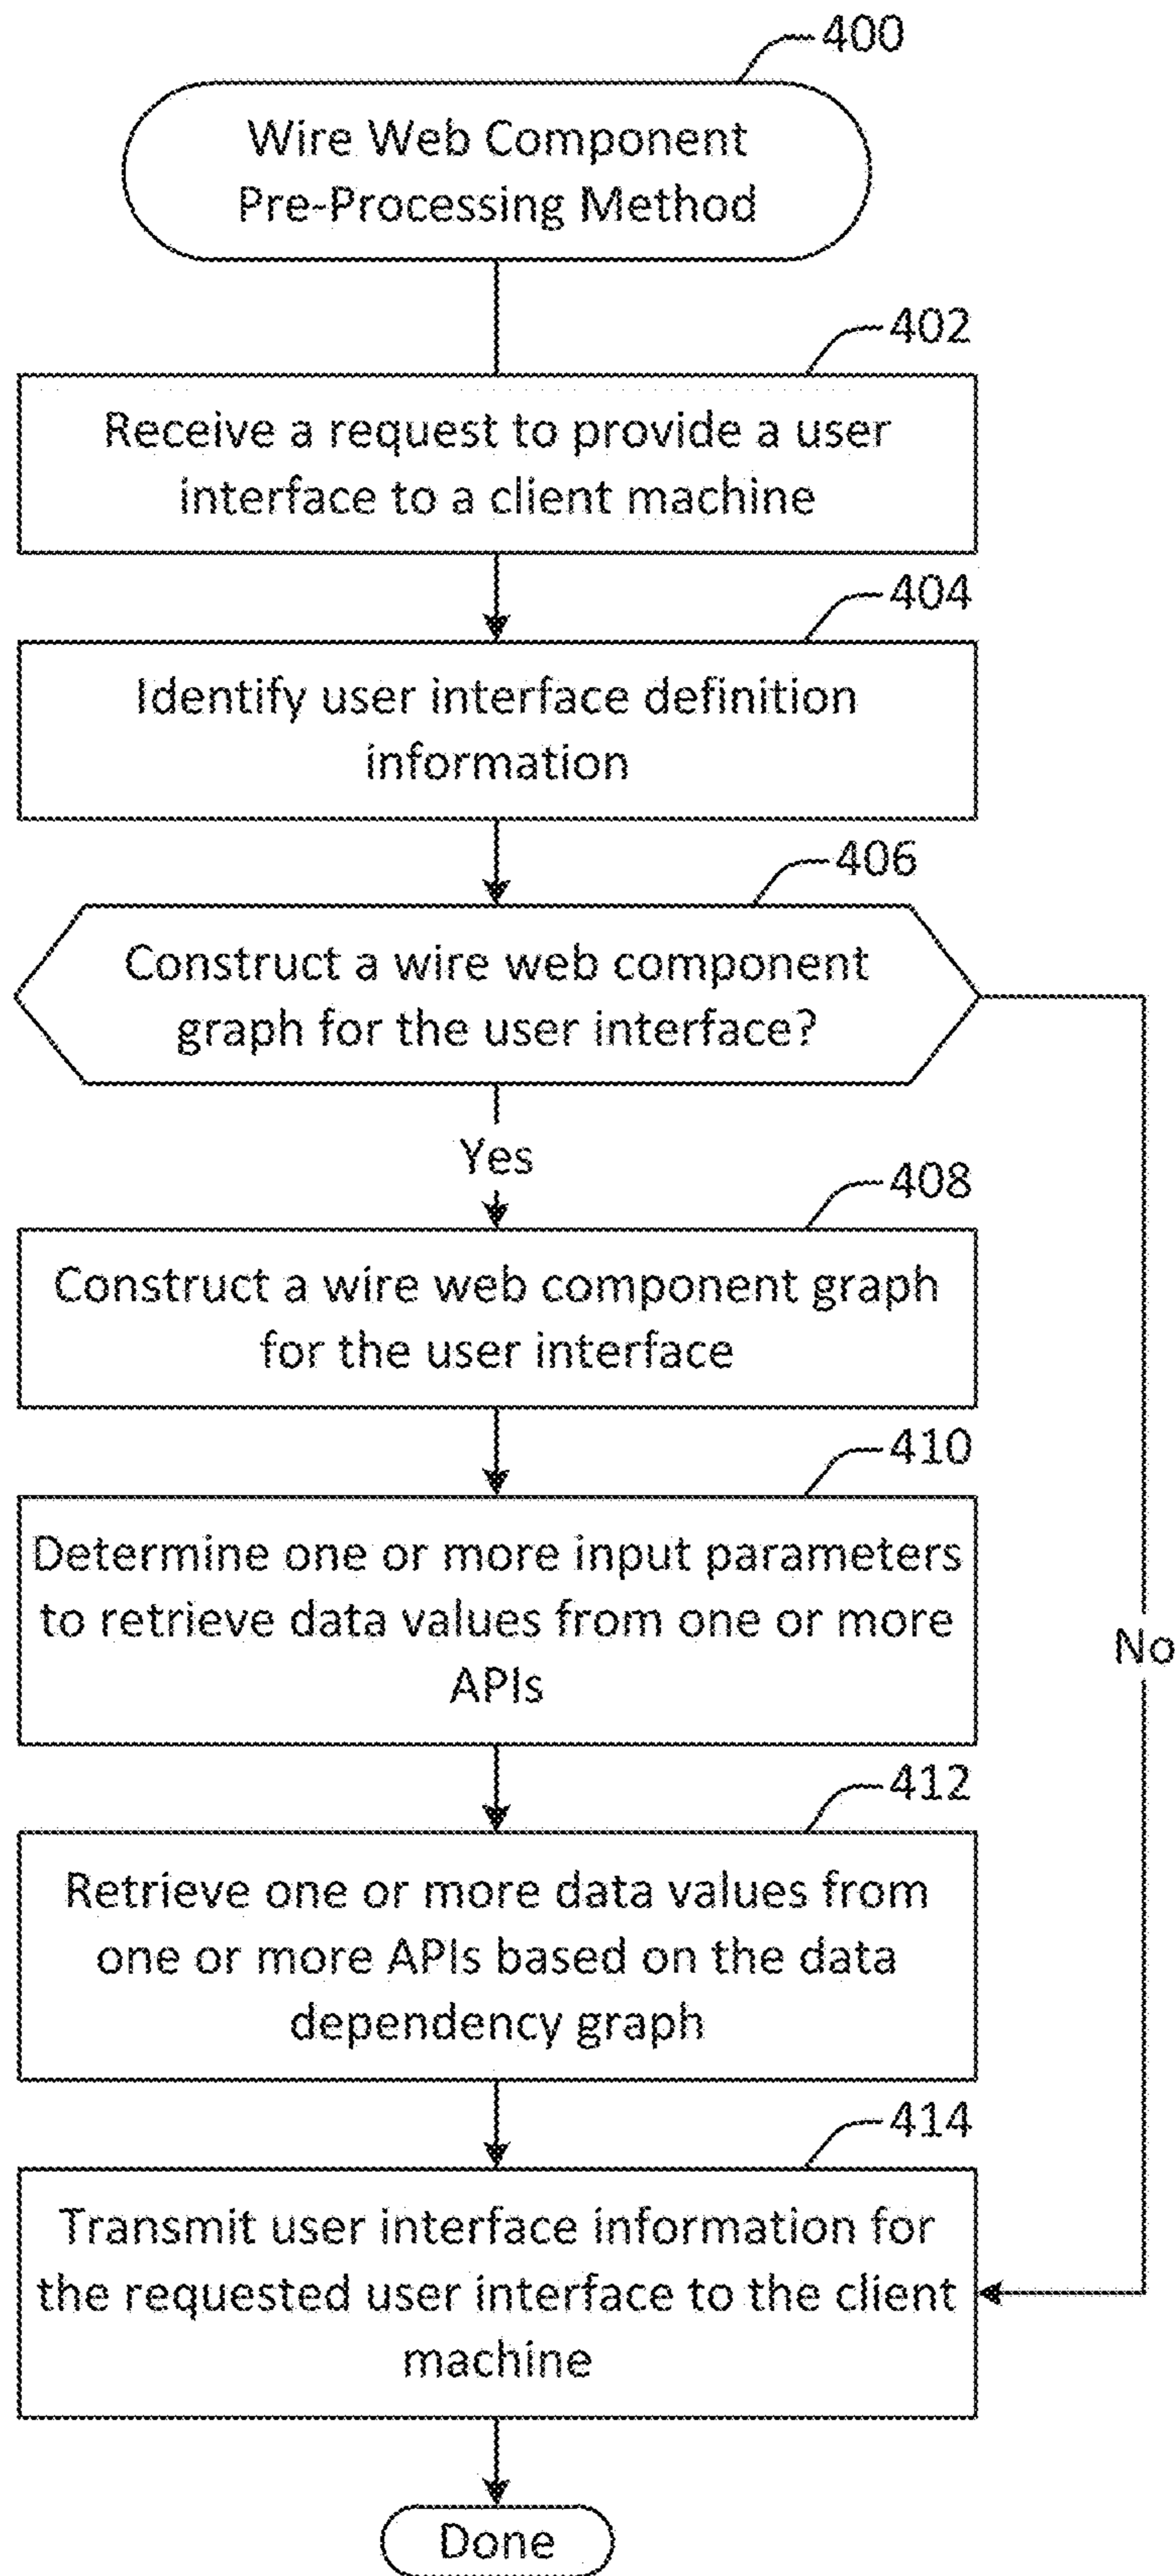 400
Wire Web Component
Pre-Processing Method
402
Receive a request to provide a user
interface to a client machine
404
Identify user interface definition
information
406
Construct a wire web component
graph for the user interface?
Yes
408
Construct a wire web component graph
for the user interface
410
Determine one or more input parameters
to retrieve data values from one or more
APIs
No
412
Retrieve one or more data values from
one or more APIs based on the data
dependency graph
414
Transmit user interface information for
the requested user interface to the client
machine
Done